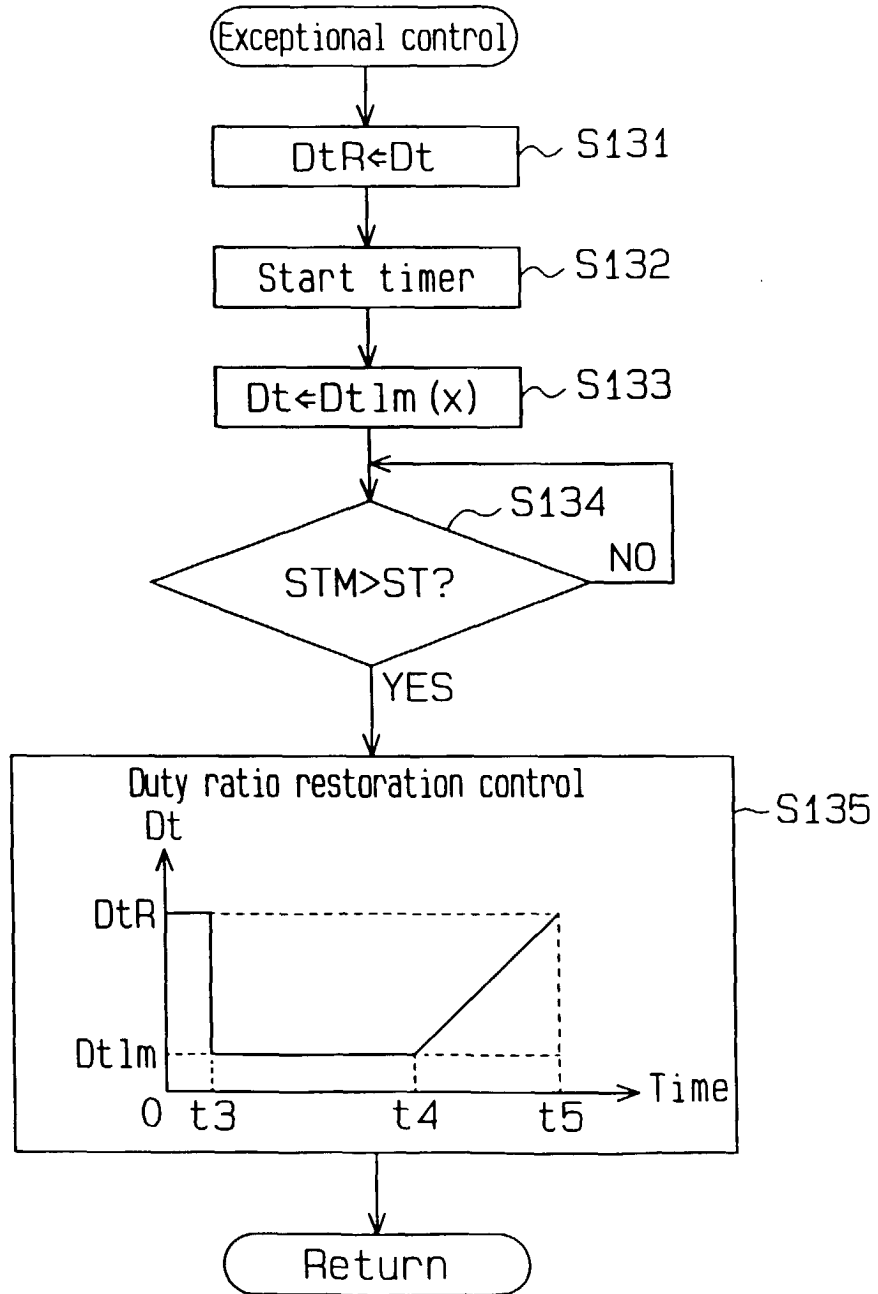 Exceptional control
DtR⇐Dt
S131
Start timer
S132
Dt⇐Dtlm(x)
S133
S134
STM>ST?
NO
YES
Duty ratio restoration control
S135
Dt
DtR
Dtlm
0
t3
t4
t5
Time
Return